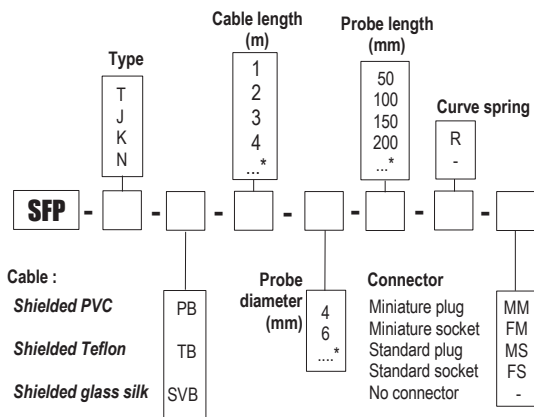 Cable length
(m)
Probe length
(mm)
Type
Curve spring
T
J
K
N
1
2
3
4
...*
50
100
150
200
...*
R
-
SFP - - - - - - -
Cable :
Shielded PVC PB
Shielded Teflon TB
Shielded glass silk SVB
Probe
diameter
(mm)
4
6
....*
Connector
Miniature plug MM
Miniature socket FM
Standard plug MS
Standard socket FS
No connector -